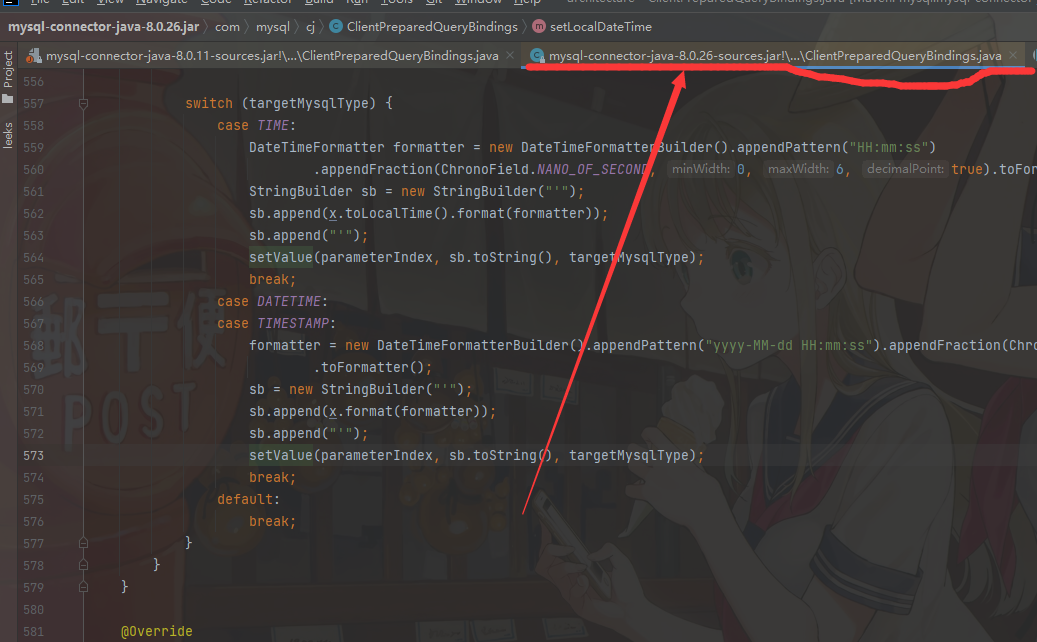 File Edit View Navigate Code Refactor Build Run Tools Git Window Help
mysql-connector-java-8.0.26.jar com mysql cj ClientPreparedQueryBindings setLocalDateTime
mysql-connector-java-8.0.11-sources.jar!\...\ClientPreparedQueryBindings.java mysql-connector-java-8.0.26-sources.jar!\...\ClientPreparedQueryBindings.java
Project
leeks
556
557 switch (targetMysqlType) {
558 case TIME:
559 DateTimeFormatter formatter = new DateTimeFormatterBuilder().appendPattern("HH:mm:ss")
560 .appendFraction(ChronoField.NANO_OF_SECOND, minWidth: 0, maxWidth: 6, decimalPoint: true).toFor
561 StringBuilder sb = new StringBuilder("'");
562 sb.append(x.toLocalTime().format(formatter));
563 sb.append("'");
564 setValue(parameterIndex, sb.toString(), targetMysqlType);
565 break;
566 case DATETIME:
567 case TIMESTAMP:
568 formatter = new DateTimeFormatterBuilder().appendPattern("yyyy-MM-dd HH:mm:ss").appendFraction(Chro
569 .toFormatter();
570 sb = new StringBuilder("'");
571 sb.append(x.format(formatter));
572 sb.append("'");
573 setValue(parameterIndex, sb.toString(), targetMysqlType);
574 break;
575 default:
576 break;
577 }
578 }
579 }
580
581 @Override
郵〒便
POST